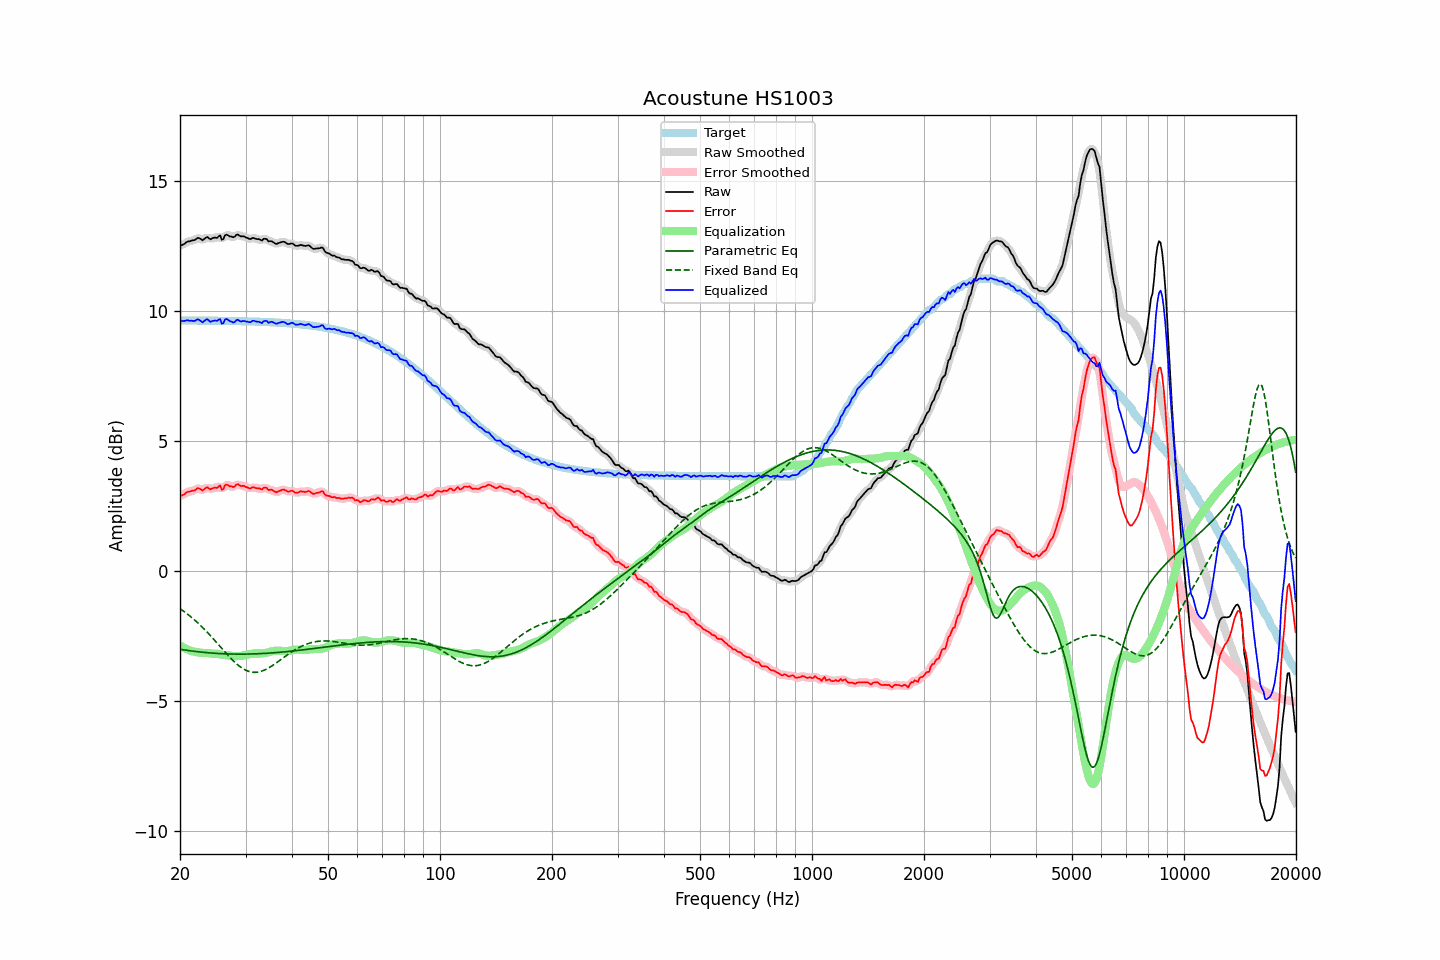 Acoustune HS1003
Target
Raw Smoothed
Error Smoothed
Raw
Error
Equalization
Parametric Eq
Fixed Band Eq
Equalized
Amplitude (dBr)
15
10
5
0
−5
−10
20 50 100 200 500 1000 2000 5000 10000 20000
Frequency (Hz)